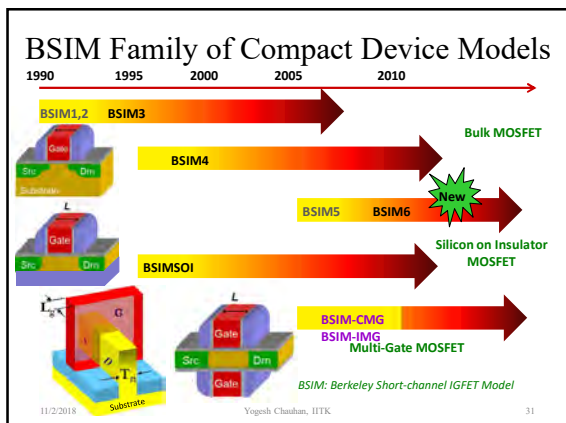 BSIM Family of Compact Device Models
1990 1995 2000 2005 2010
BSIM1,2 BSIM3
Bulk MOSFET
Gate
Src Drn
Substrate
BSIM4
New
BSIM5 BSIM6
L
Gate
Src Drn
Silicon on Insulator
MOSFET
BSIMSOI
Lg
G
D
Tfi
Substrate
L
Gate
Src Drn
Gate
BSIM-CMG
BSIM-IMG
Multi-Gate MOSFET
BSIM: Berkeley Short-channel IGFET Model
11/2/2018 Yogesh Chauhan, IITK 31